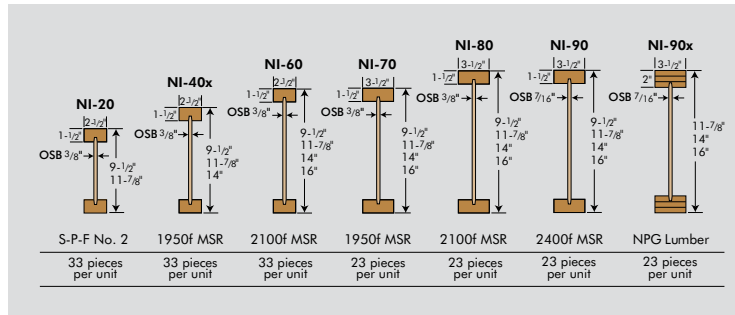 NI-20
2-1/2"
1-1/2"
OSB 3/8"
9-1/2"
11-7/8"
S-P-F No. 2
33 pieces
per unit
NI-40x
2-1/2"
1-1/2"
OSB 3/8"
9-1/2"
11-7/8"
14"
1950f MSR
33 pieces
per unit
NI-60
2-1/2"
1-1/2"
OSB 3/8"
9-1/2"
11-7/8"
14"
16"
2100f MSR
33 pieces
per unit
NI-70
3-1/2"
1-1/2"
OSB 3/8"
9-1/2"
11-7/8"
14"
16"
1950f MSR
23 pieces
per unit
NI-80
3-1/2"
1-1/2"
OSB 3/8"
9-1/2"
11-7/8"
14"
16"
2100f MSR
23 pieces
per unit
NI-90
3-1/2"
1-1/2"
OSB 7/16"
9-1/2"
11-7/8"
14"
16"
2400f MSR
23 pieces
per unit
NI-90x
3-1/2"
2"
OSB 7/16"
11-7/8"
14"
16"
NPG Lumber
23 pieces
per unit